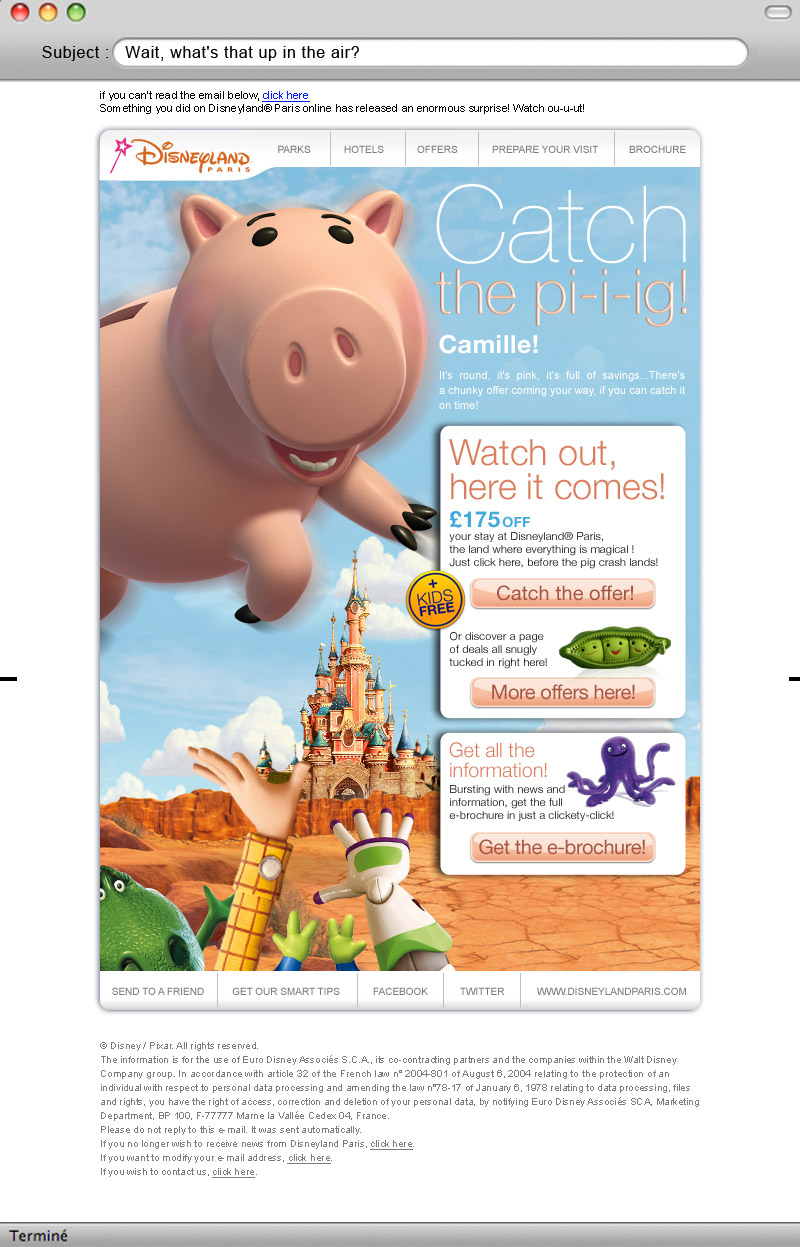 Subject : Wait, what's that up in the air?
if you can't read the email below, click here
Something you did on Disneyland® Paris online has released an enormous surprise! Watch ou-u-ut!
Disneyland
PARIS
PARKS
HOTELS
OFFERS
PREPARE YOUR VISIT
BROCHURE
Catch
the pi-i-ig!
Camille!
It's round, it's pink, it's full of savings...There's
a chunky offer coming your way, if you can catch it
on time!
Watch out,
here it comes!
£175 OFF
your stay at Disneyland® Paris,
the land where everything is magical !
Just click here, before the pig crash lands!
+
KIDS
FREE
Catch the offer!
Or discover a page
of deals all snugly
tucked in right here!
More offers here!
Get all the
information!
Bursting with news and
information, get the full
e-brochure in just a clickety-click!
Get the e-brochure!
SEND TO A FRIEND
GET OUR SMART TIPS
FACEBOOK
TWITTER
WWW.DISNEYLANDPARIS.COM
© Disney / Pixar. All rights reserved.
The information is for the use of Euro Disney Associés S.C.A., its co-contracting partners and the companies within the Walt Disney
Company group. In accordance with article 32 of the French law n° 2004-801 of August 6, 2004 relating to the protection of an
individual with respect to personal data processing and amending the law n°78-17 of January 6, 1978 relating to data processing, files
and rights, you have the right of access, correction and deletion of your personal data, by notifying Euro Disney Associés SCA, Marketing
Department, BP 100, F-77777 Marne la Vallée Cedex 04, France.
Please do not reply to this e-mail. It was sent automatically.
If you no longer wish to receive news from Disneyland Paris, click here.
If you want to modify your e-mail address, click here.
If you wish to contact us, click here.
Terminé